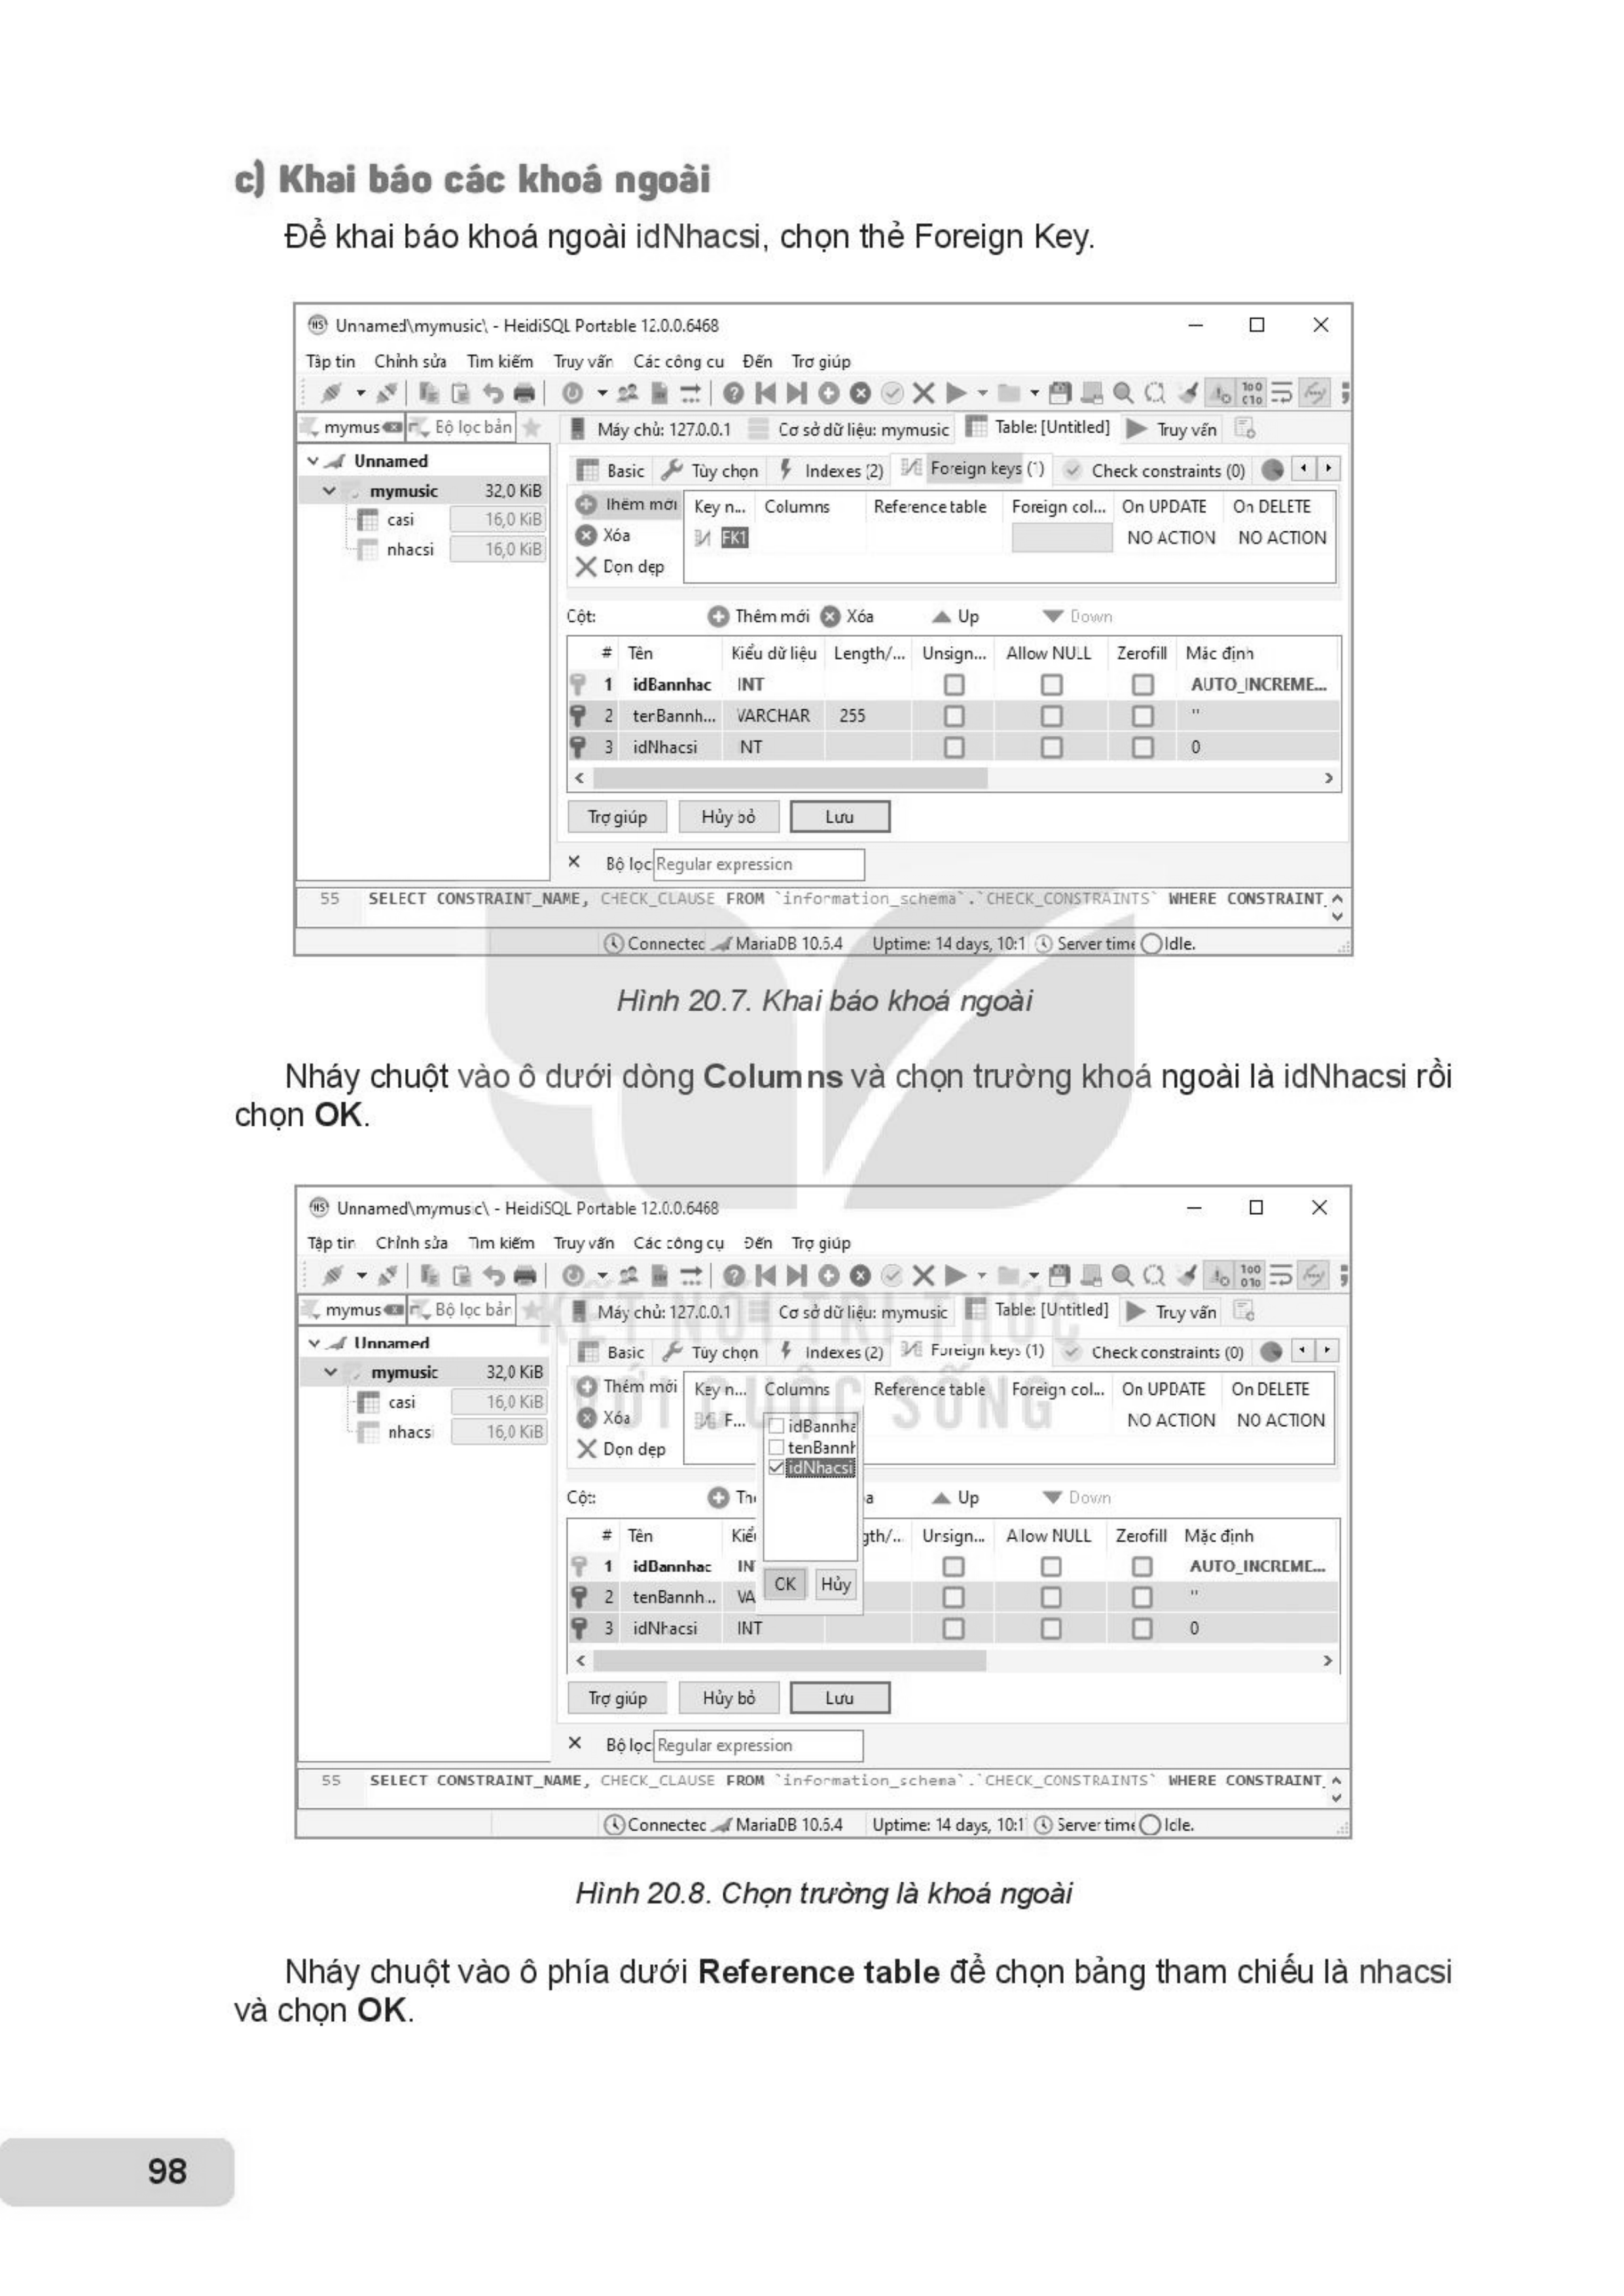 c) Khai báo các khoá ngoài
Để khai báo khoá ngoài idNhacsi, chọn thẻ Foreign Key.
Unnamed\mymusic\ - HeidiSQL Portable 12.0.0.6468
Tập tin Chỉnh sửa Tìm kiếm Truy vấn Các công cụ Đến Trợ giúp
mymus Bộ lọc bản Máy chủ: 127.0.0.1 Cơ sở dữ liệu: mymusic Table: [Untitled] Truy vấn
Unnamed Basic Tùy chọn Indexes (2) Foreign keys (1) Check constraints (0)
mymusic 32,0 KiB Thêm mới Key n... Columns Reference table Foreign col... On UPDATE On DELETE
casi 16,0 KiB Xóa FK1 NO ACTION NO ACTION
nhacsi 16,0 KiB Dọn dẹp
Cột: Thêm mới Xóa Up Down
# Tên Kiểu dữ liệu Length/... Unsign... Allow NULL Zerofill Mặc định
1 idBannhac INT AUTO_INCREME...
2 tenBannh... VARCHAR 255 ''
3 idNhacsi INT 0
Trợ giúp Hủy bỏ Lưu
Bộ lọc Regular expression
55 SELECT CONSTRAINT_NAME, CHECK_CLAUSE FROM `information_schema`.`CHECK_CONSTRAINTS` WHERE CONSTRAINT_
Connected MariaDB 10.5.4 Uptime: 14 days, 10:1 Server time Idle.
Hình 20.7. Khai báo khoá ngoài
Nháy chuột vào ô dưới dòng Columns và chọn trường khoá ngoài là idNhacsi rồi
chọn OK.
Unnamed\mymusic\ - HeidiSQL Portable 12.0.0.6468
Tập tin Chỉnh sửa Tìm kiếm Truy vấn Các công cụ Đến Trợ giúp
mymus Bộ lọc bản Máy chủ: 127.0.0.1 Cơ sở dữ liệu: mymusic Table: [Untitled] Truy vấn
KẾT NỐI TRI THỨC
Unnamed Basic Tùy chọn Indexes (2) Foreign keys (1) Check constraints (0)
mymusic 32,0 KiB Thêm mới Key n... Columns Reference table Foreign col... On UPDATE On DELETE
VỚI CUỘC SỐNG
casi 16,0 KiB Xóa F... idBannha NO ACTION NO ACTION
nhacsi 16,0 KiB Dọn dẹp tenBannh
idNhacsi
Cột: Th a Up Down
# Tên Kiể gth/... Unsign... Allow NULL Zerofill Mặc định
1 idBannhac IN AUTO_INCREME...
OK Hủy
2 tenBannh... VA ''
3 idNhacsi INT 0
Trợ giúp Hủy bỏ Lưu
Bộ lọc Regular expression
55 SELECT CONSTRAINT_NAME, CHECK_CLAUSE FROM `information_schema`.`CHECK_CONSTRAINTS` WHERE CONSTRAINT_
Connected MariaDB 10.5.4 Uptime: 14 days, 10:1 Server time Idle.
Hình 20.8. Chọn trường là khoá ngoài
Nháy chuột vào ô phía dưới Reference table để chọn bảng tham chiếu là nhacsi
và chọn OK.
98